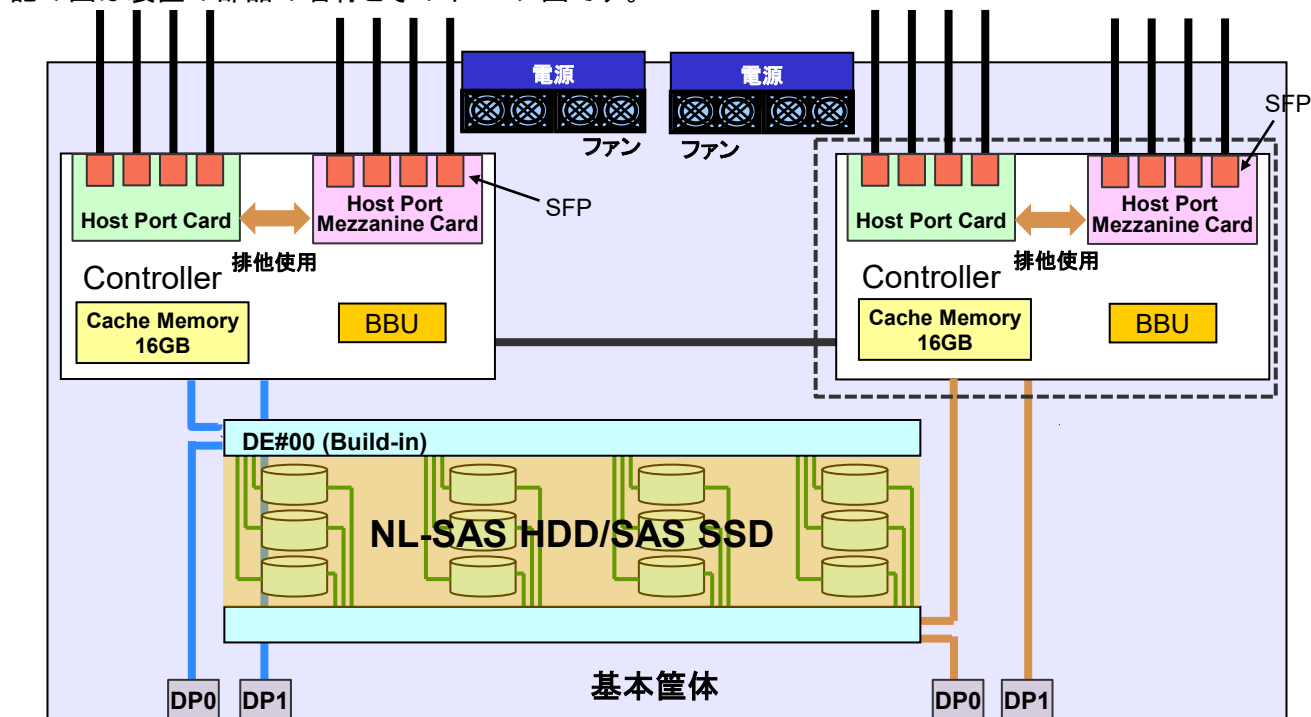 電源
電源
SFP
ファン
ファン
Host Port Card
Host Port
Mezzanine Card
SFP
Host Port Card
Host Port
Mezzanine Card
排他使用
排他使用
Controller
Controller
Cache Memory
16GB
BBU
Cache Memory
16GB
BBU
DE#00 (Build-in)
NL-SAS HDD/SAS SSD
基本筐体
DP0
DP1
DP0
DP1